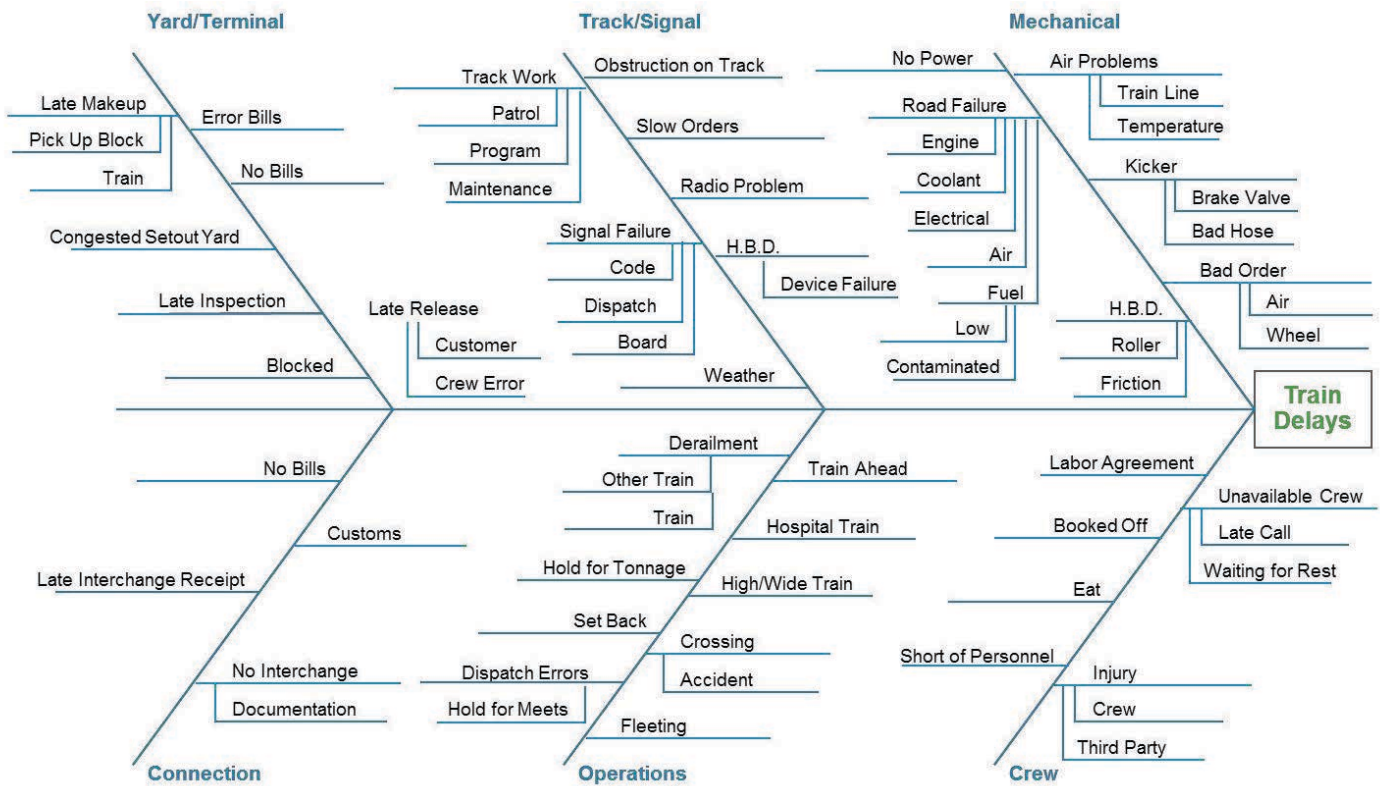 Yard/Terminal
Late Makeup
Pick Up Block
Train
Error Bills
No Bills
Congested Setout Yard
Late Inspection
Blocked
Late Release
Customer
Crew Error
Track/Signal
Track Work
Patrol
Program
Maintenance
Obstruction on Track
Slow Orders
Radio Problem
Signal Failure
Code
Dispatch
Board
H.B.D.
Device Failure
Weather
Mechanical
No Power
Air Problems
Train Line
Temperature
Road Failure
Engine
Coolant
Electrical
Air
Fuel
Low
Contaminated
Kicker
Brake Valve
Bad Hose
Bad Order
Air
Wheel
H.B.D.
Roller
Friction
Train
Delays
No Bills
Customs
Late Interchange Receipt
No Interchange
Documentation
Connection
Derailment
Other Train
Train
Train Ahead
Hospital Train
Hold for Tonnage
High/Wide Train
Set Back
Crossing
Accident
Dispatch Errors
Hold for Meets
Fleeting
Operations
Labor Agreement
Unavailable Crew
Late Call
Waiting for Rest
Booked Off
Eat
Short of Personnel
Injury
Crew
Third Party
Crew